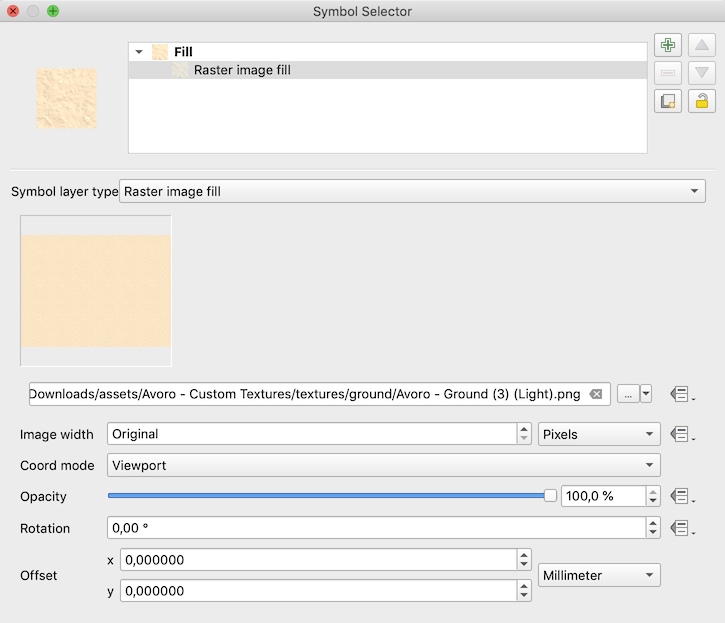 Symbol Selector
Fill
Raster image fill
Symbol layer type Raster image fill
Downloads/assets/Avoro - Custom Textures/textures/ground/Avoro - Ground (3) (Light).png ...
Image width Original Pixels
Coord mode Viewport
Opacity 100,0 %
Rotation 0,00 °
Offset x 0,000000 Millimeter
y 0,000000